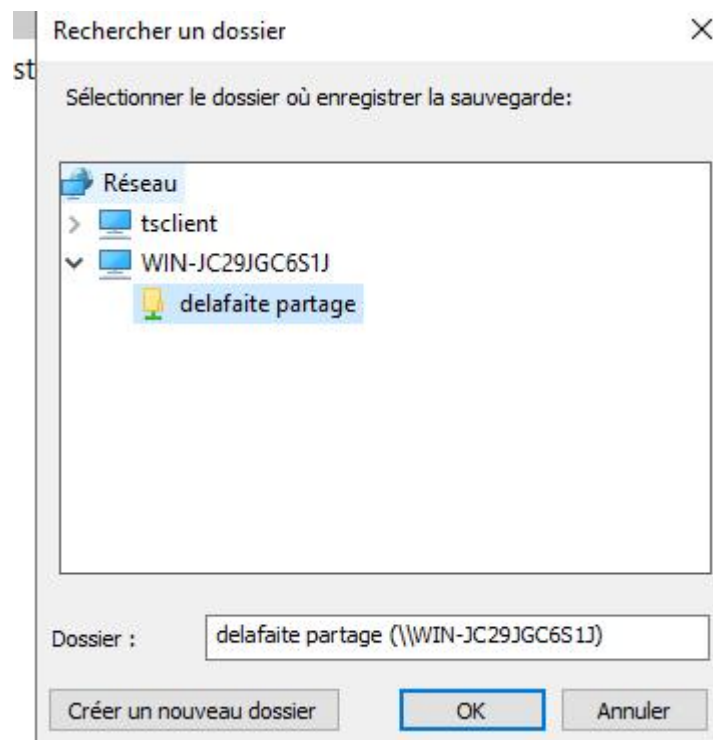 Rechercher un dossier
st
Sélectionner le dossier où enregistrer la sauvegarde:
Réseau
tsclient
WIN-JC29JGC6S1J
delafaite partage
Dossier :
delafaite partage (\\WIN-JC29JGC6S1J)
Créer un nouveau dossier
OK
Annuler